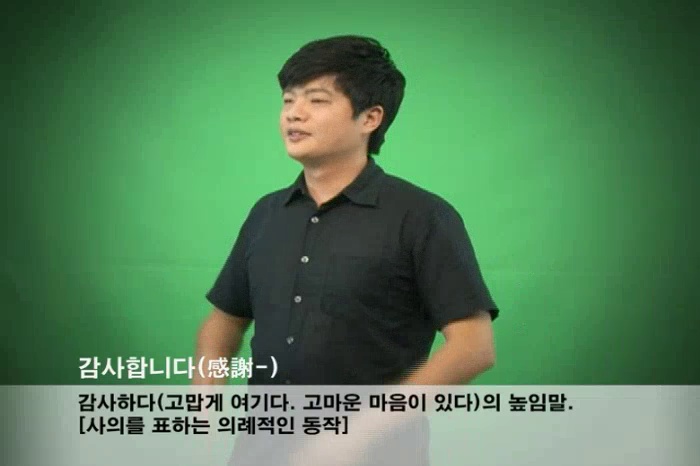 감사합니다(感謝-)
감사하다(고맙게 여기다. 고마운 마음이 있다)의 높임말.
[사의를 표하는 의례적인 동작]